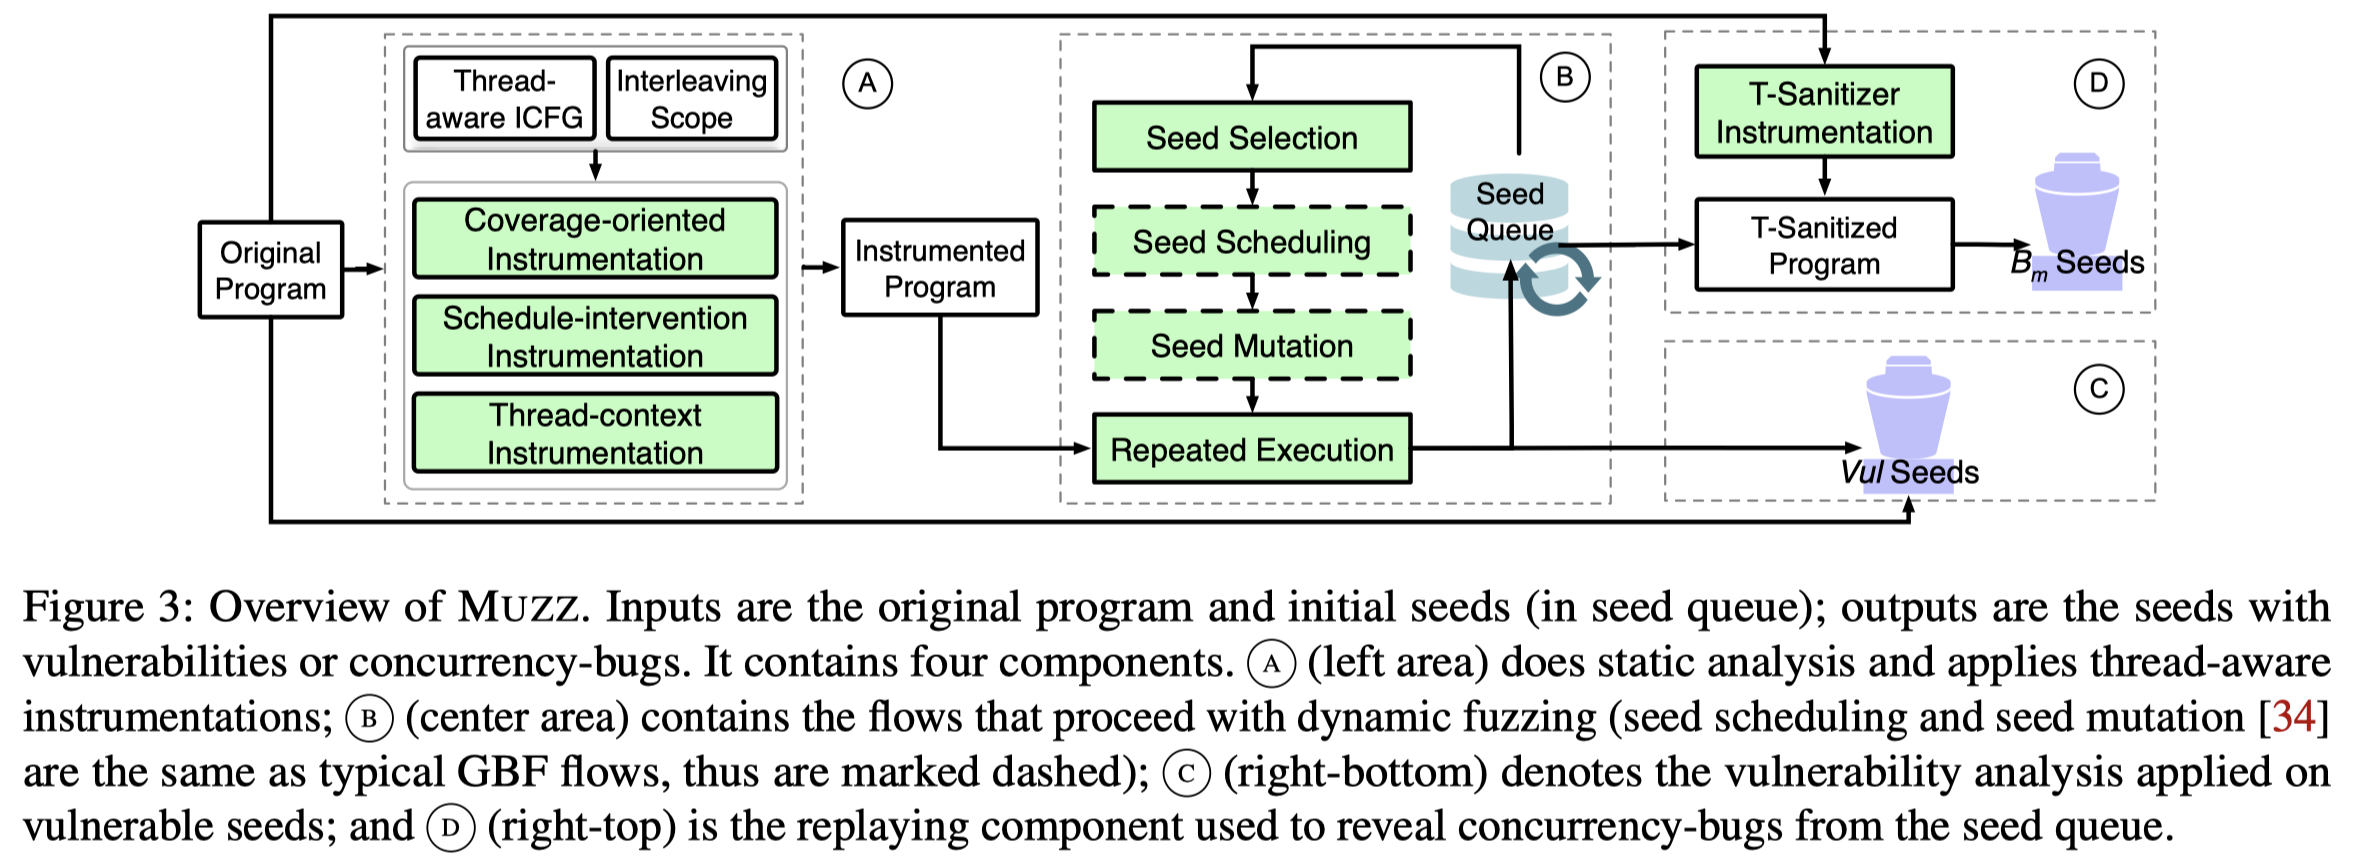 Thread-
aware ICFG
Interleaving
Scope
A
Original
Program
Coverage-oriented
Instrumentation
Schedule-intervention
Instrumentation
Thread-context
Instrumentation
Instrumented
Program
B
Seed Selection
Seed Scheduling
Seed Mutation
Repeated Execution
Seed
Queue
D
T-Sanitizer
Instrumentation
T-Sanitized
Program
Bm Seeds
C
Vul Seeds
Figure 3: Overview of MUZZ. Inputs are the original program and initial seeds (in seed queue); outputs are the seeds with
vulnerabilities or concurrency-bugs. It contains four components. A (left area) does static analysis and applies thread-aware
instrumentations; B (center area) contains the flows that proceed with dynamic fuzzing (seed scheduling and seed mutation [34]
are the same as typical GBF flows, thus are marked dashed); C (right-bottom) denotes the vulnerability analysis applied on
vulnerable seeds; and D (right-top) is the replaying component used to reveal concurrency-bugs from the seed queue.